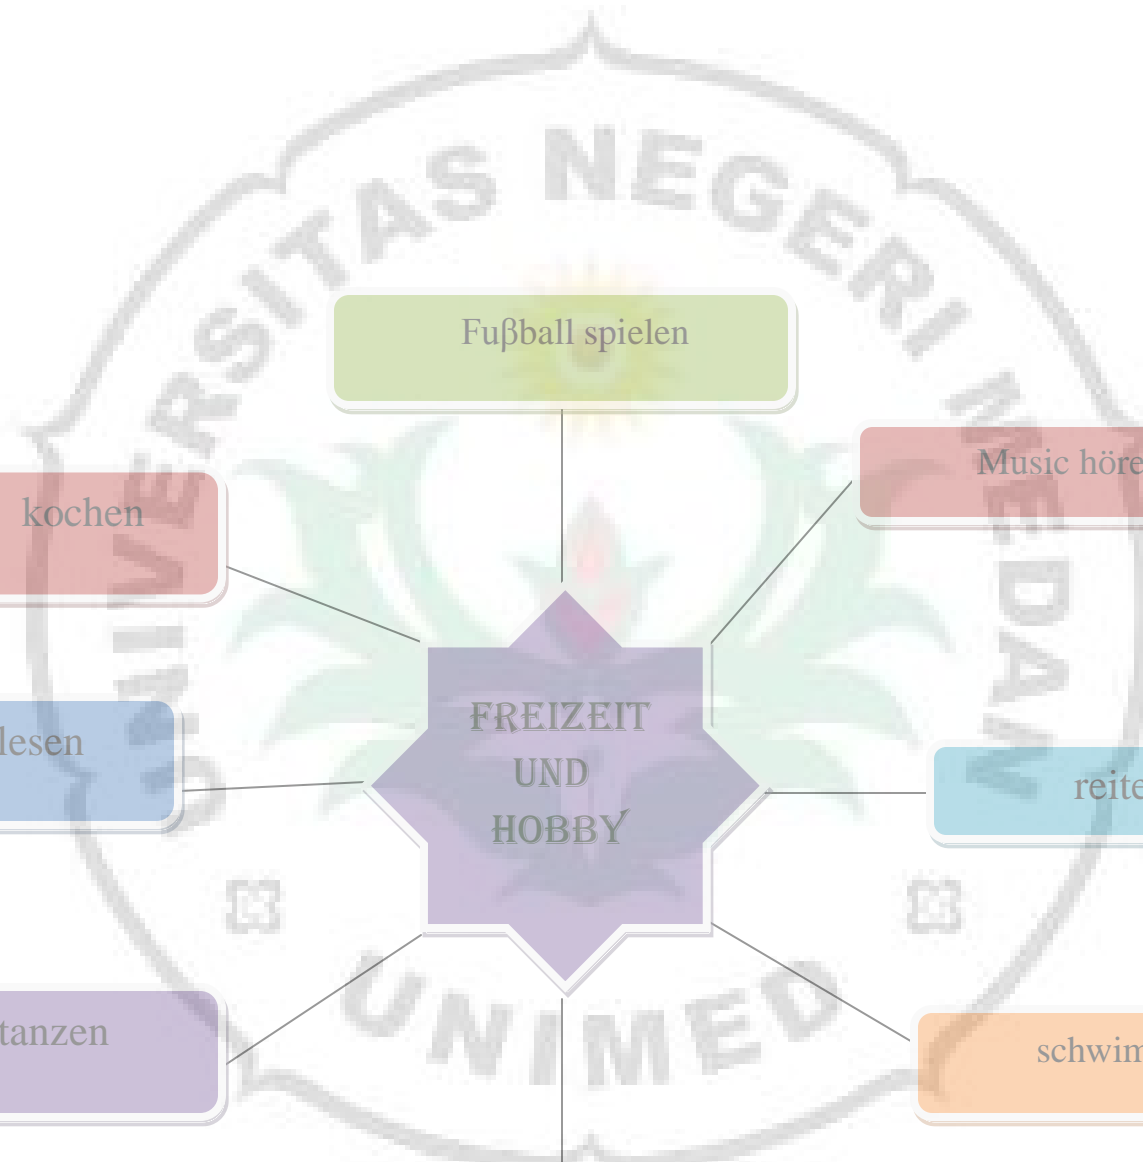 UNIVERSITAS NEGERI MEDAN
Fuβball spielen
Music höre
kochen
FREIZEIT
UND
HOBBY
lesen
reite
tanzen
schwim
UNIMED